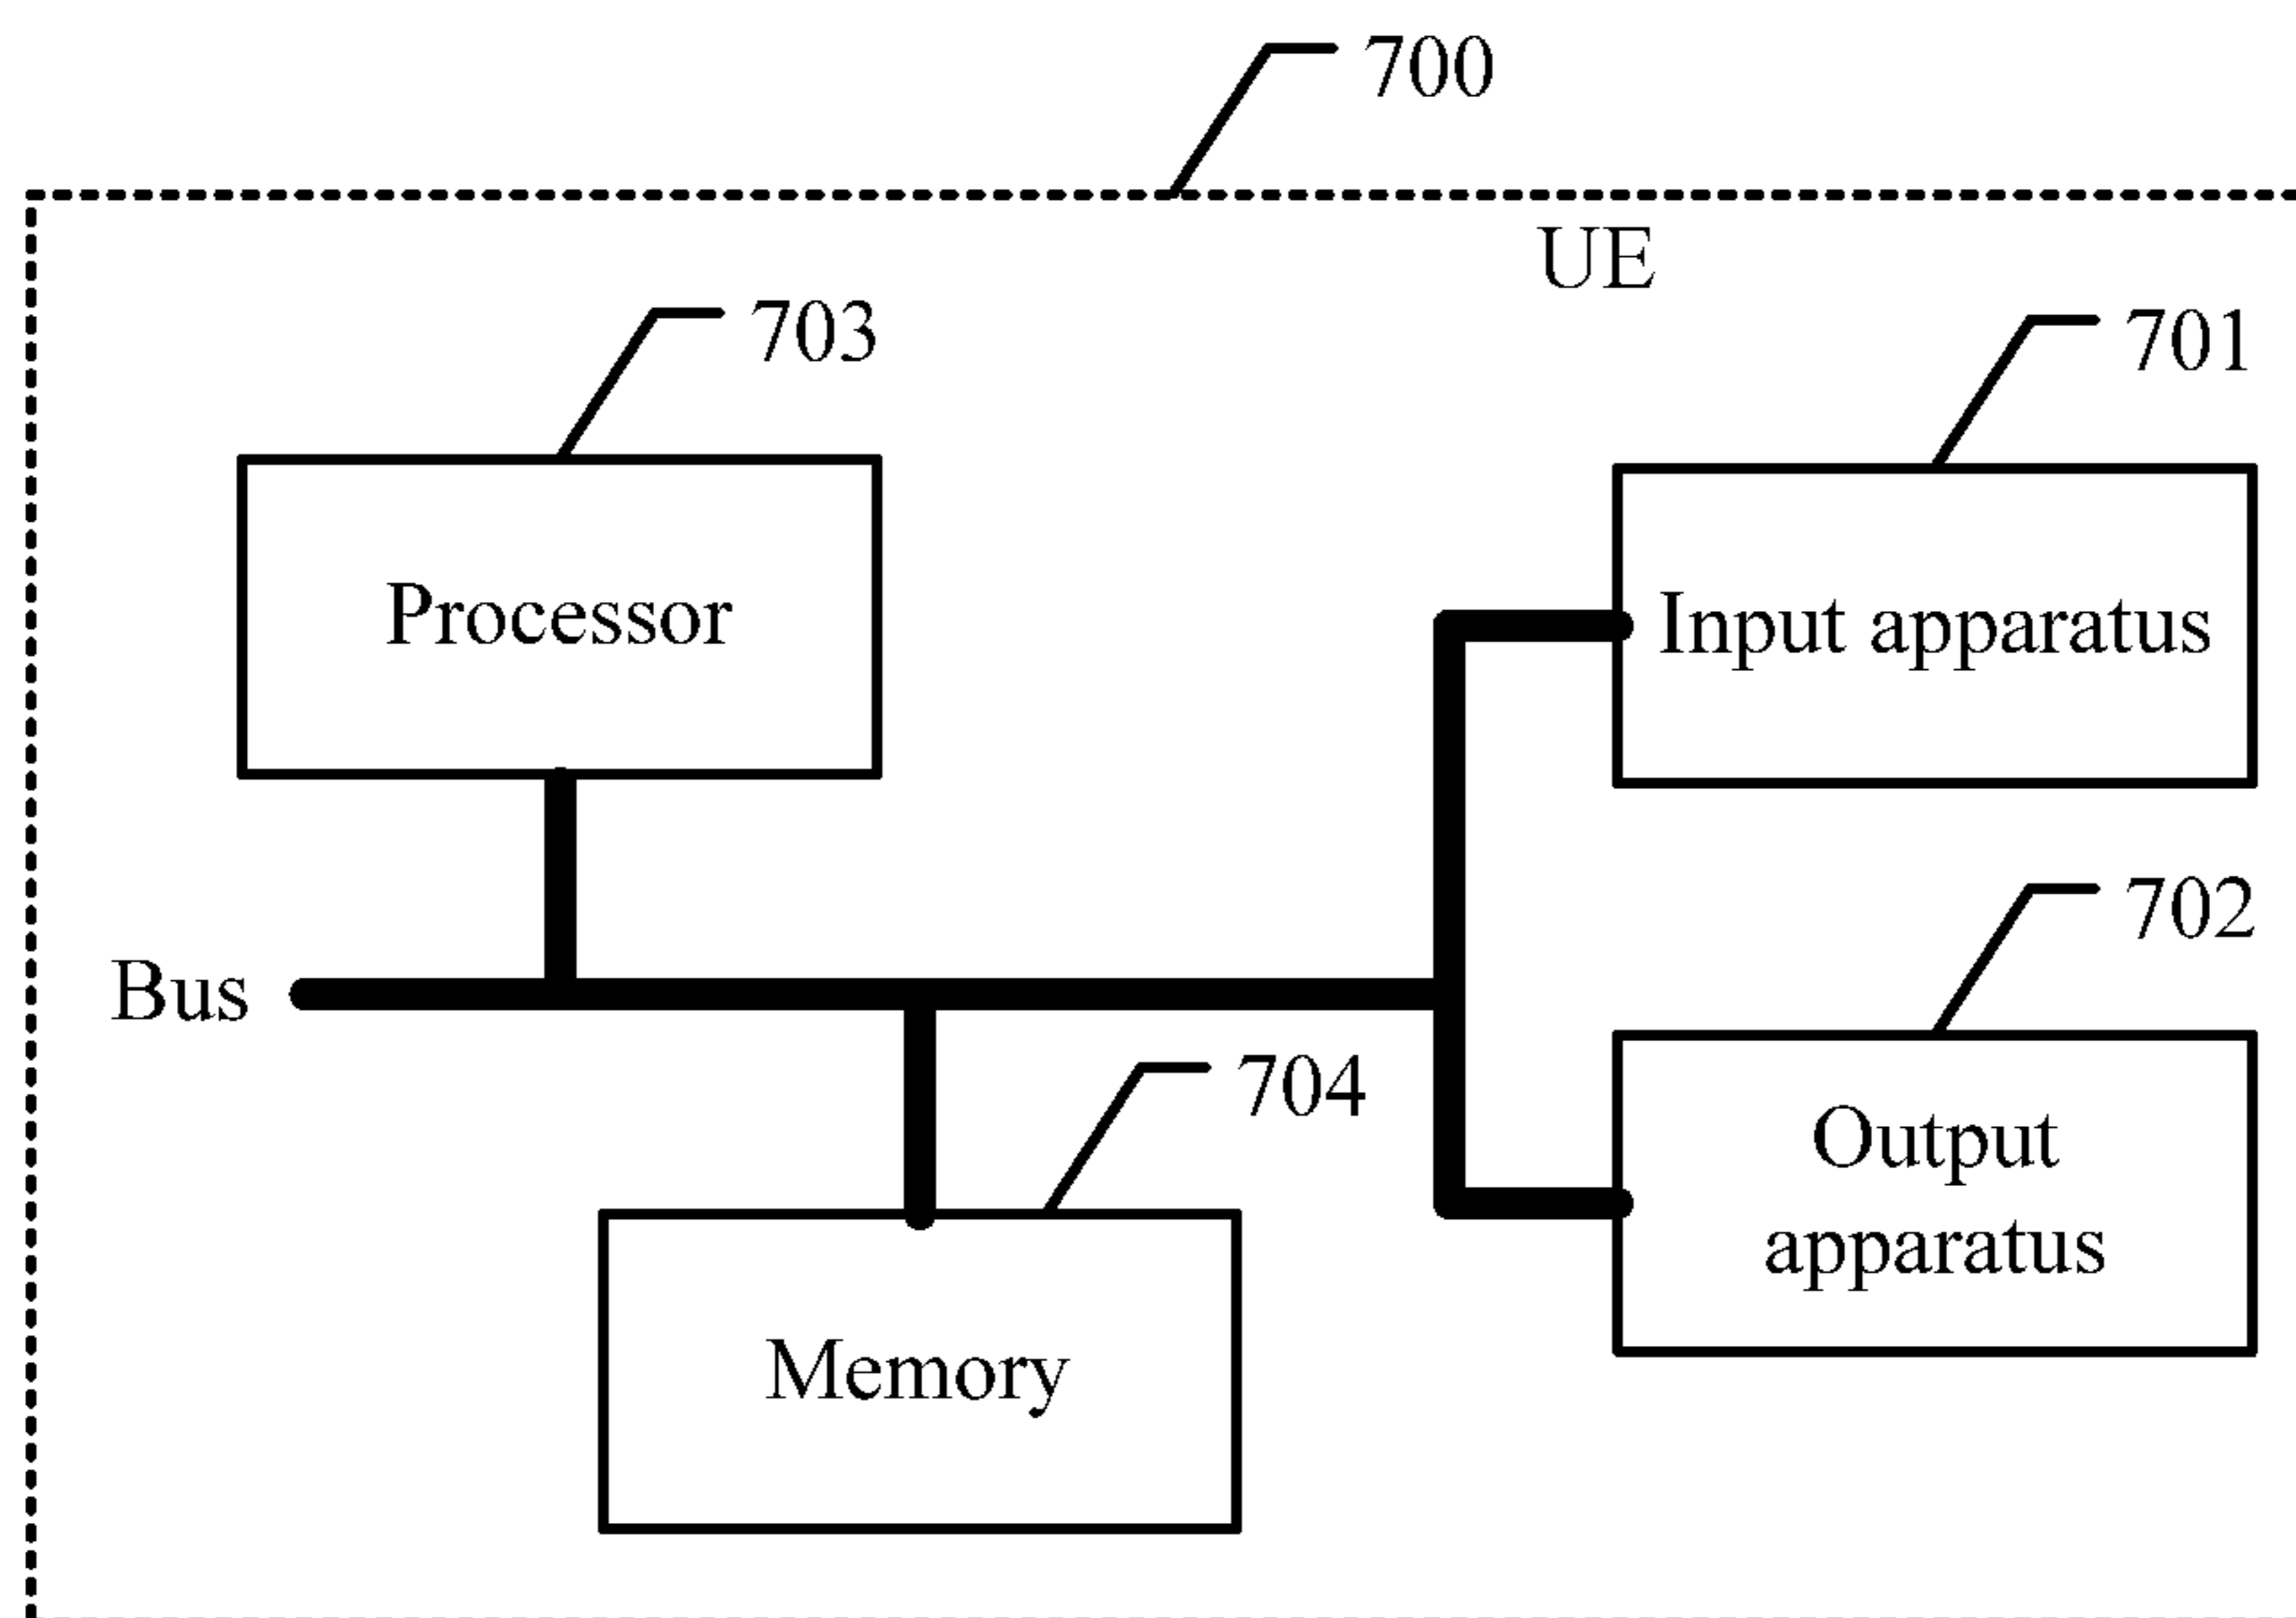 700
UE
703
701
Processor
Input apparatus
702
Bus
704
Output
apparatus
Memory